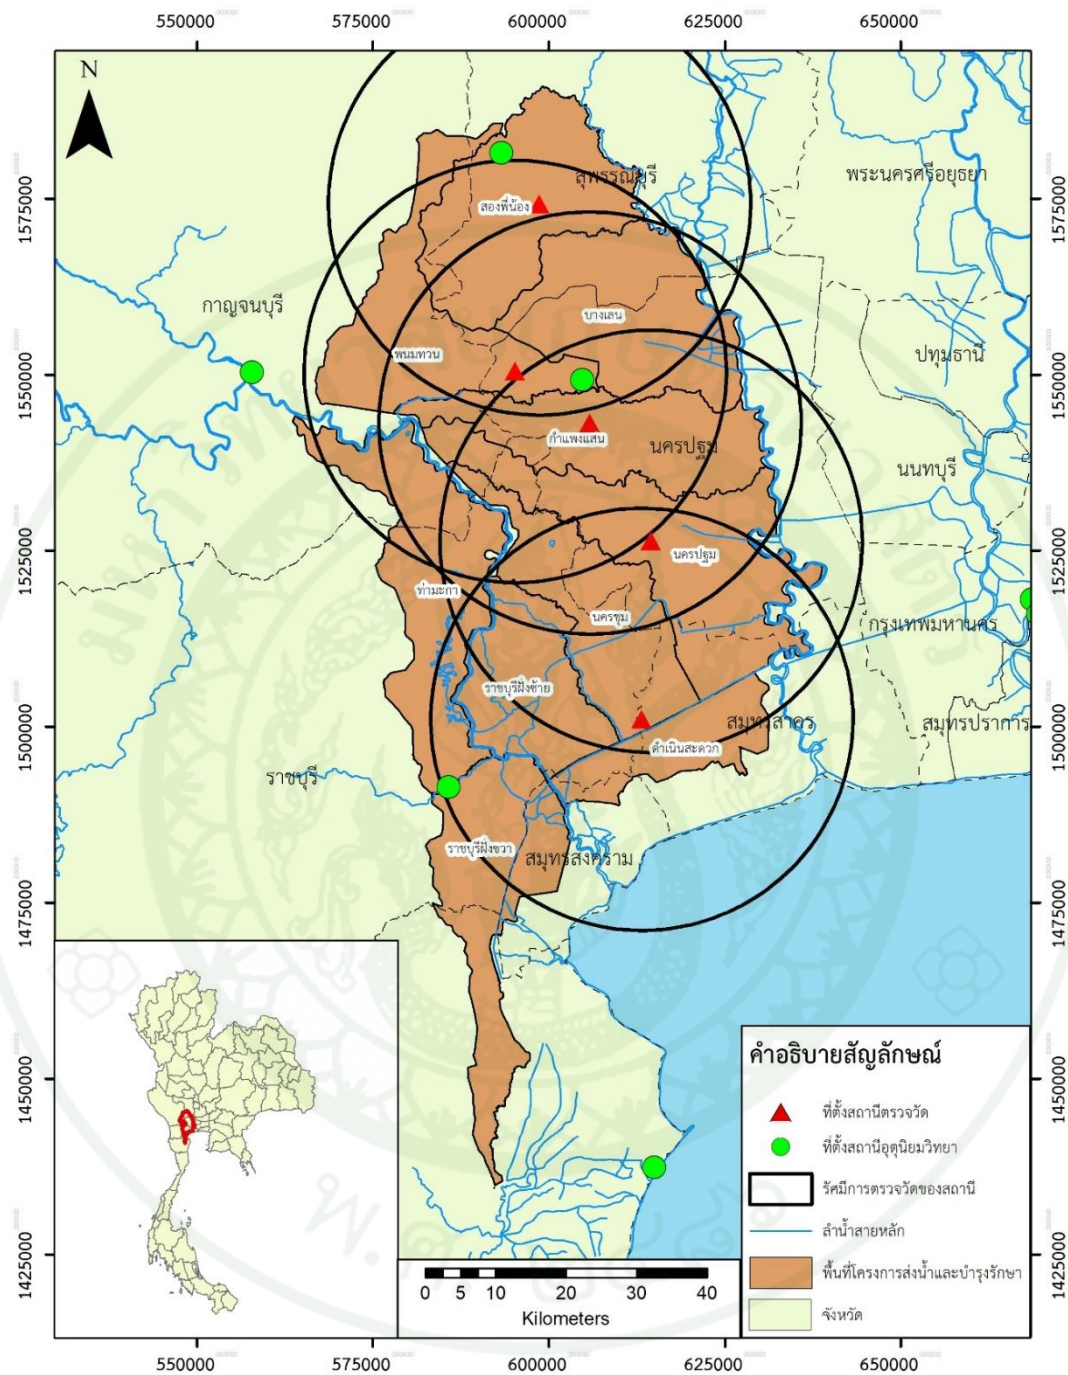 550000 575000 600000 625000 650000
N
1575000 1575000
1550000 1550000
1525000 1525000
1500000 1500000
1475000 1475000
1450000 1450000
1425000 1425000
สุพรรณบุรี
พระนครศรีอยุธยา
สองพี่น้อง
กาญจนบุรี
บางเลน
พนมทวน
ปทุมธานี
กำแพงแสน
นครปฐม
นนทบุรี
นครปฐม
ท่ามะกา
นครชุม
กรุงเทพมหานคร
ราชบุรีฝั่งซ้าย
สมุทรสาคร
สมุทรปราการ
ดำเนินสะดวก
ราชบุรี
ราชบุรีฝั่งขวา
สมุทรสงคราม
คำอธิบายสัญลักษณ์
ที่ตั้งสถานีตรวจวัด
ที่ตั้งสถานีอุตุนิยมวิทยา
รัศมีการตรวจวัดของสถานี
ลำน้ำสายหลัก
พื้นที่โครงการส่งน้ำและบำรุงรักษา
จังหวัด
0 5 10 20 30 40
Kilometers
550000 575000 600000 625000 650000